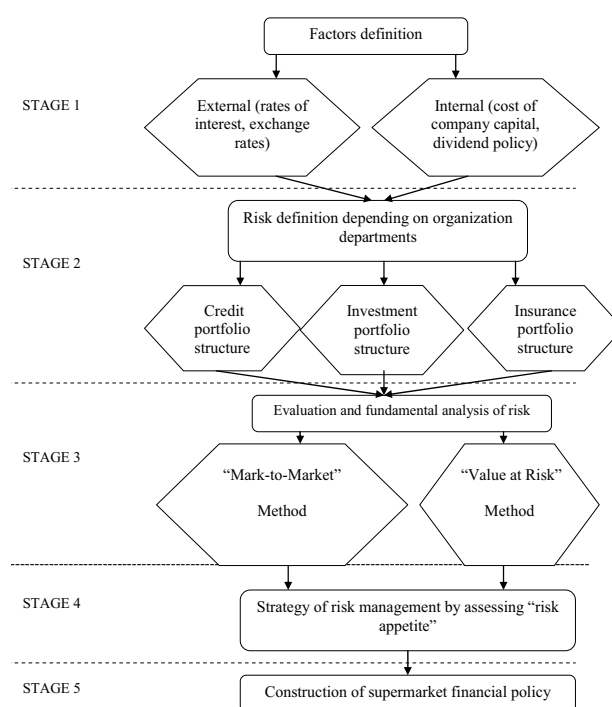 Factors definition
STAGE 1
External (rates of
interest, exchange
rates)
Internal (cost of
company capital,
dividend policy)
Risk definition depending on organization
departments
STAGE 2
Credit
portfolio
structure
Investment
portfolio
structure
Insurance
portfolio
structure
Evaluation and fundamental analysis of risk
STAGE 3
“Mark-to-Market”
Method
“Value at Risk”
Method
STAGE 4
Strategy of risk management by assessing “risk
appetite”
STAGE 5
Construction of supermarket financial policy